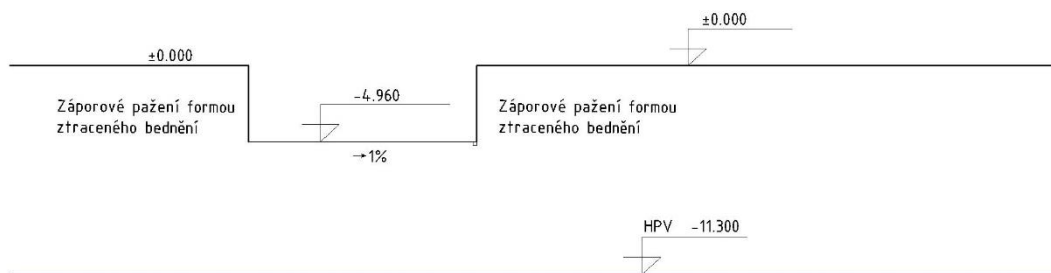 ±0.000
±0.000
-4.960
Záporové pažení formou
ztraceného bednění
Záporové pažení formou
ztraceného bednění
→1%
HPV -11.300